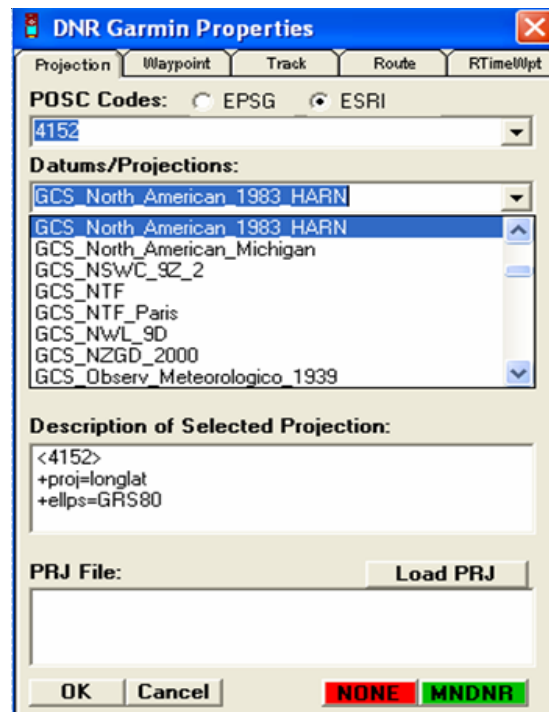 DNR Garmin Properties
Projection Waypoint Track Route RTimeWpt
POSC Codes: EPSG ESRI
4152
Datums/Projections:
GCS_North_American_1983_HARN
GCS_North_American_1983_HARN
GCS_North_American_Michigan
GCS_NSWC_9Z_2
GCS_NTF
GCS_NTF_Paris
GCS_NWL_9D
GCS_NZGD_2000
GCS_Observ_Meteorologico_1939
Description of Selected Projection:
<4152>
+proj=longlat
+ellps=GRS80
PRJ File: Load PRJ
OK Cancel NONE MNDNR